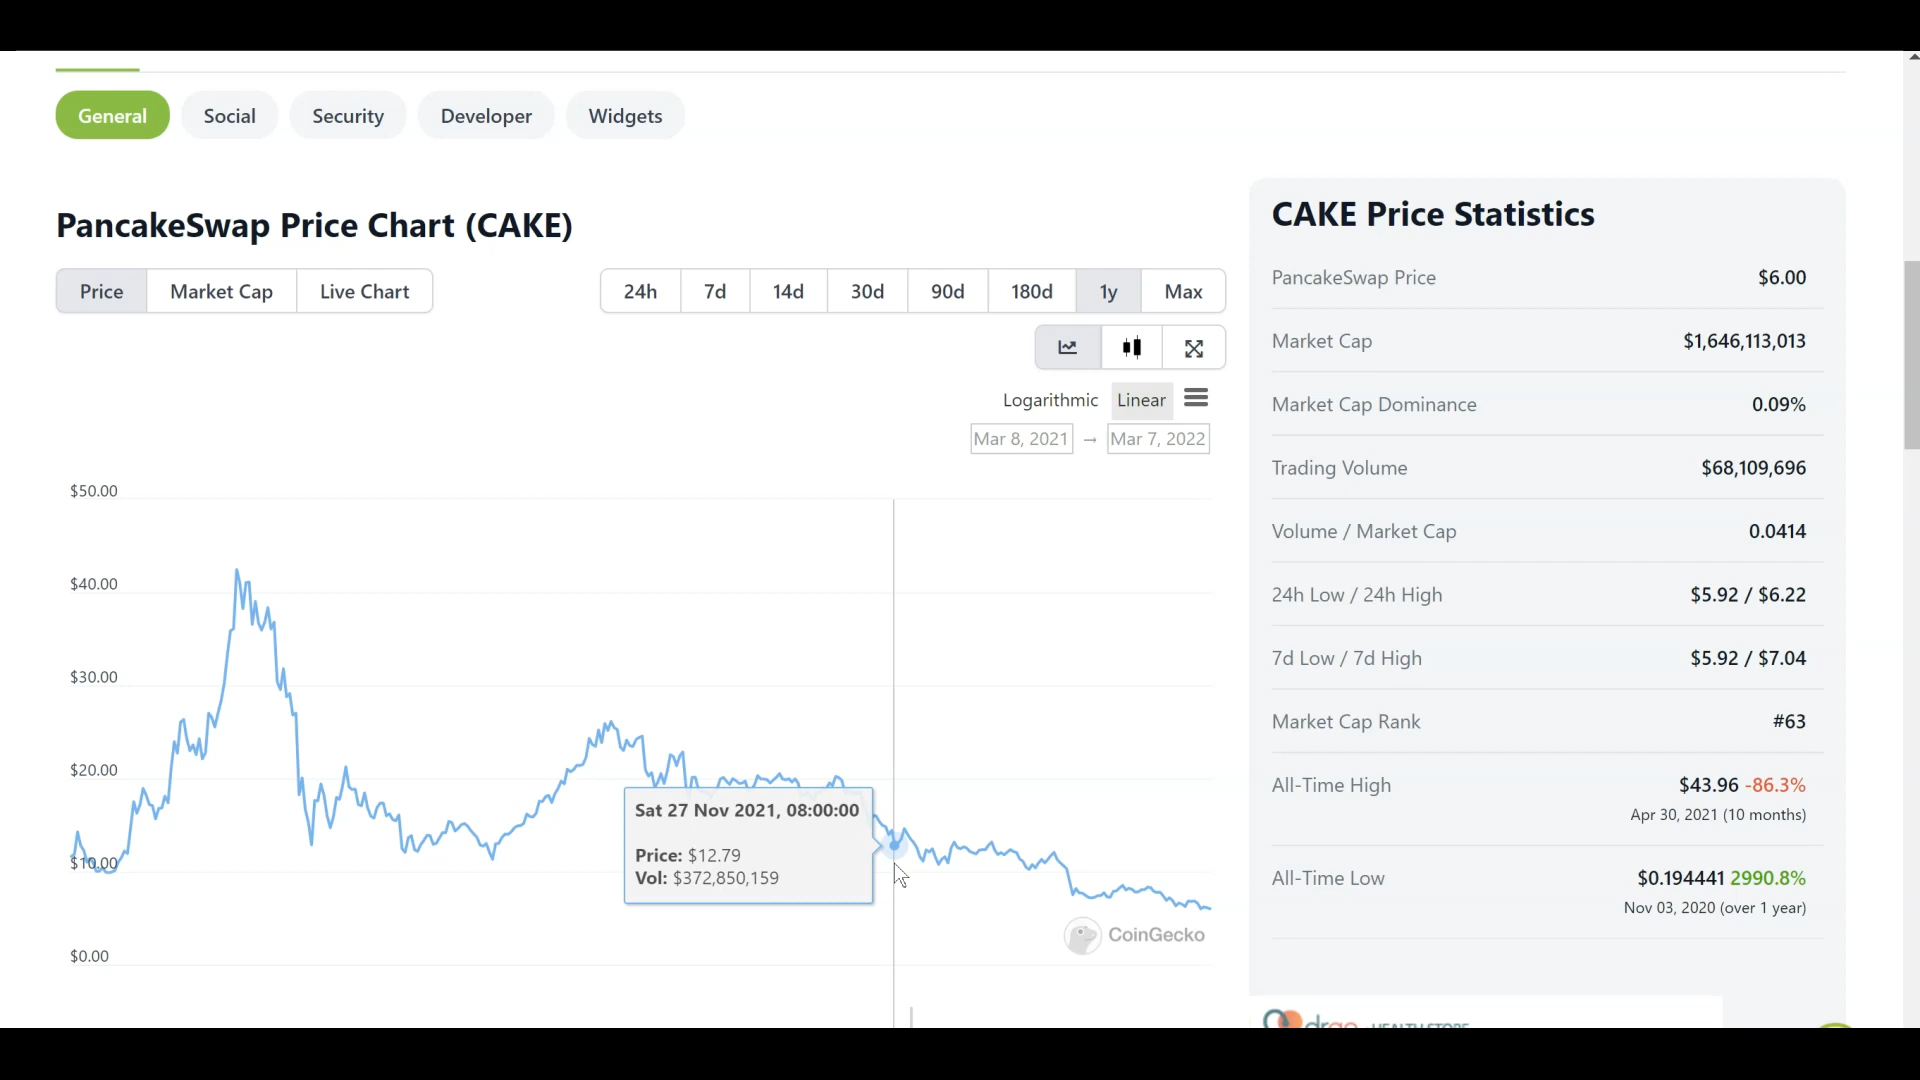 General Social Security Developer Widgets
PancakeSwap Price Chart (CAKE)
Price Market Cap Live Chart
24h 7d 14d 30d 90d 180d 1y Max
Logarithmic Linear
Mar 8, 2021 → Mar 7, 2022
$50.00
$40.00
$30.00
$20.00
$10.00
$0.00
Sat 27 Nov 2021, 08:00:00
Price: $12.79
Vol: $372,850,159
CoinGecko
CAKE Price Statistics
PancakeSwap Price $6.00
Market Cap $1,646,113,013
Market Cap Dominance 0.09%
Trading Volume $68,109,696
Volume / Market Cap 0.0414
24h Low / 24h High $5.92 / $6.22
7d Low / 7d High $5.92 / $7.04
Market Cap Rank #63
All-Time High $43.96 -86.3%
Apr 30, 2021 (10 months)
All-Time Low $0.194441 2990.8%
Nov 03, 2020 (over 1 year)